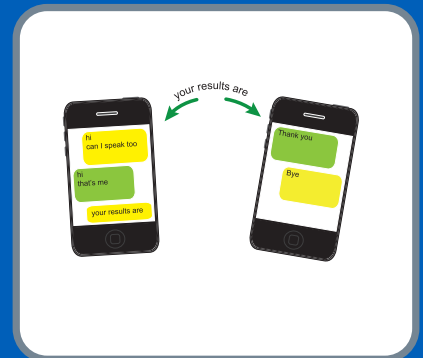 your results are
hi
can I speak too
hi
that's me
your results are
Thank you
Bye